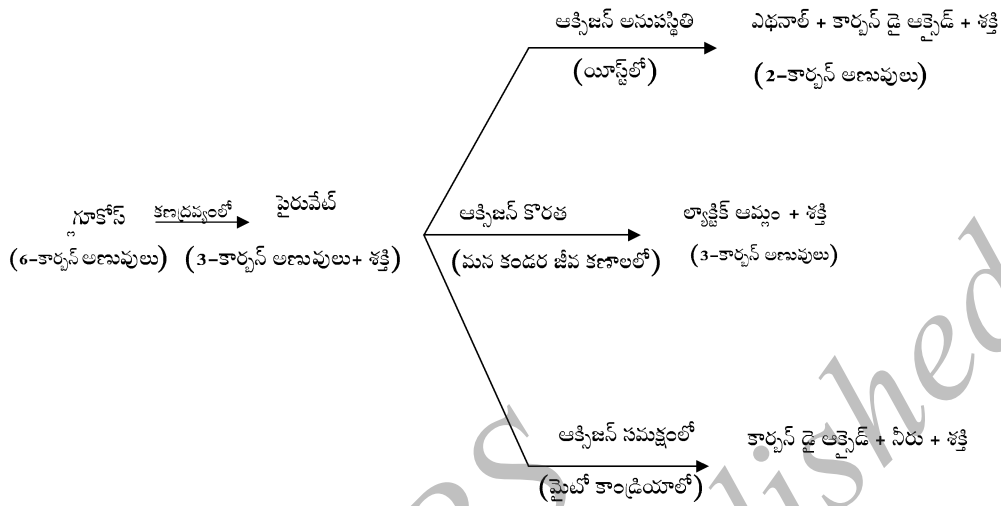 ఆక్సిజన్ అనుపస్థితి
ఎథనాల్ + కార్బన్ డై ఆక్సైడ్ + శక్తి
(యీస్ట్‌లో)
(2-కార్బన్ అణువులు)
గ్లూకోస్
కణద్రవ్యంలో
పైరువేట్
(6-కార్బన్ అణువులు)
(3-కార్బన్ అణువులు+ శక్తి)
ఆక్సిజన్ కొరత
ల్యాక్టిక్ ఆమ్లం + శక్తి
(మన కండర జీవ కణాలలో)
(3-కార్బన్ అణువులు)
ఆక్సిజన్ సమక్షంలో
కార్బన్ డై ఆక్సైడ్ + నీరు + శక్తి
(మైటో కాండ్రియాలో)